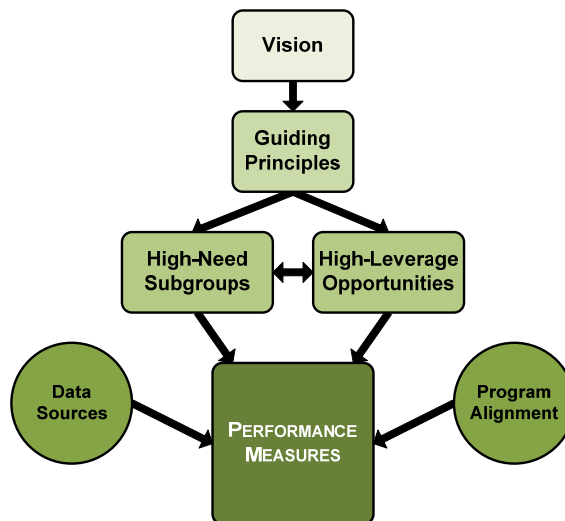 Vision
Guiding
Principles
High-Need
Subgroups
High-Leverage
Opportunities
Data
Sources
PERFORMANCE
MEASURES
Program
Alignment